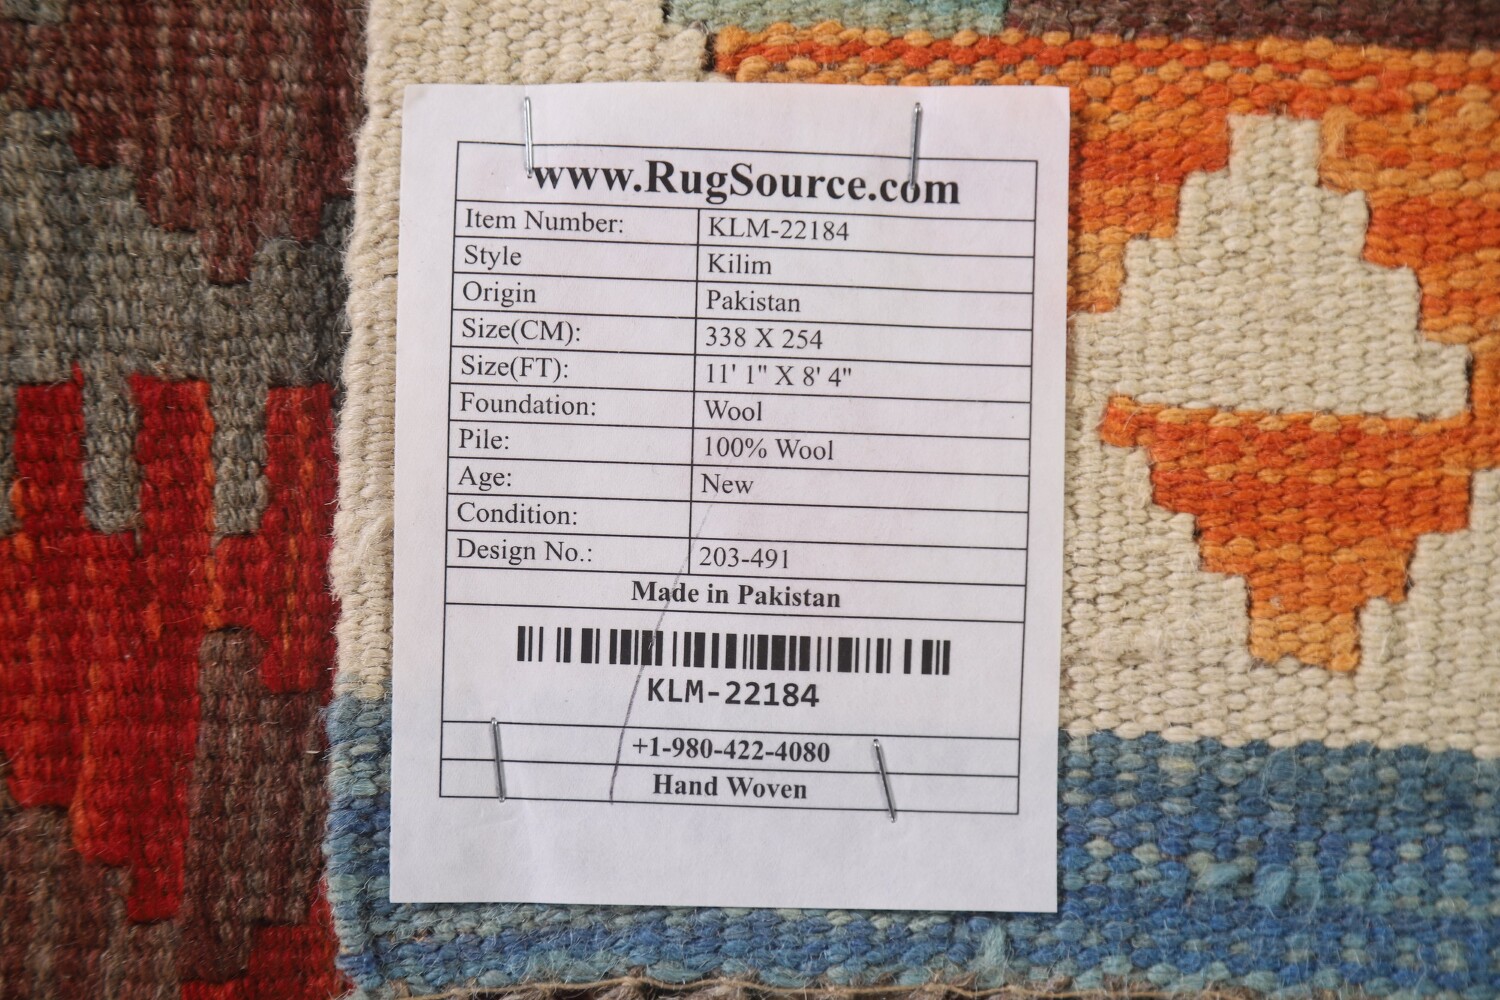 www.RugSource.com
Item Number: KLM-22184
Style Kilim
Origin Pakistan
Size(CM): 338 X 254
Size(FT): 11' 1" X 8' 4"
Foundation: Wool
Pile: 100% Wool
Age: New
Condition:
Design No.: 203-491
Made in Pakistan
KLM-22184
+1-980-422-4080
Hand Woven